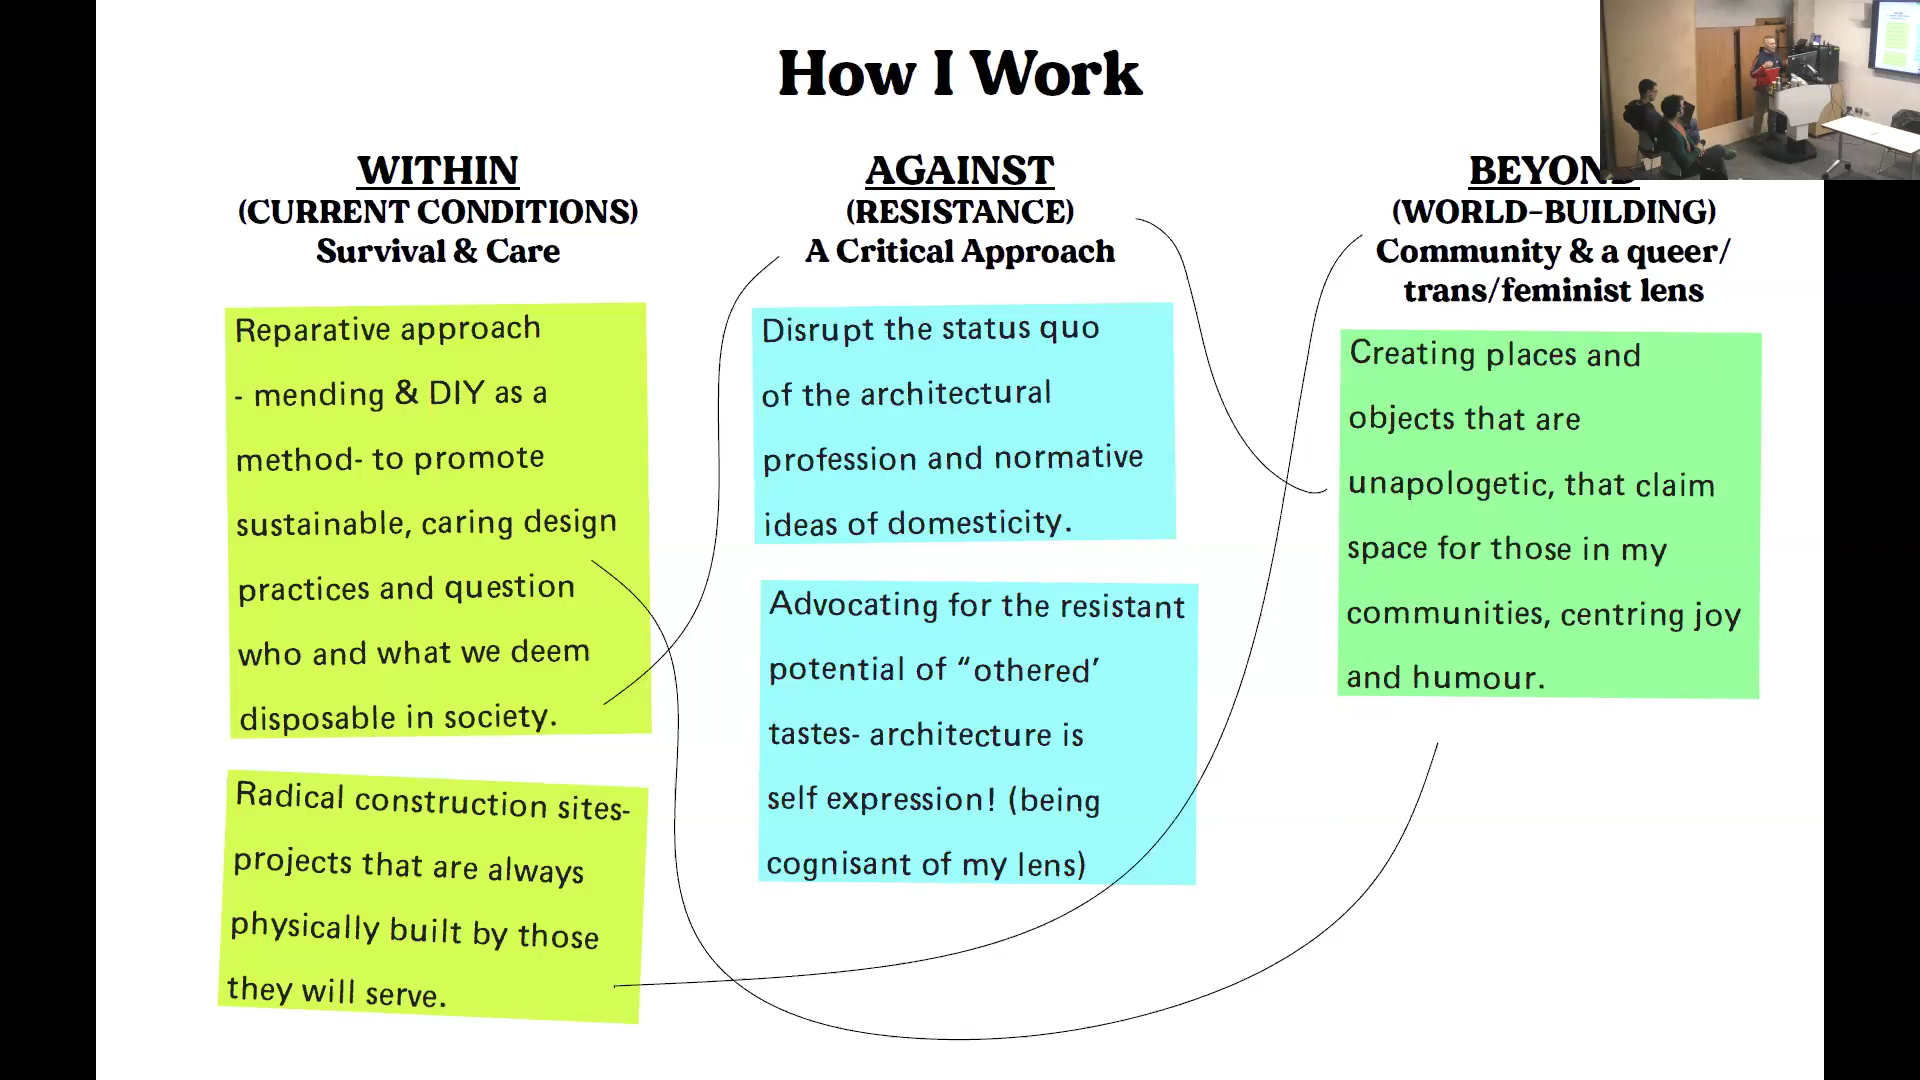 How I Work
WITHIN
(CURRENT CONDITIONS)
Survival & Care
Reparative approach
- mending & DIY as a
method- to promote
sustainable, caring design
practices and question
who and what we deem
disposable in society.
Radical construction sites-
projects that are always
physically built by those
they will serve.
AGAINST
(RESISTANCE)
A Critical Approach
Disrupt the status quo
of the architectural
profession and normative
ideas of domesticity.
Advocating for the resistant
potential of “othered’
tastes- architecture is
self expression! (being
cognisant of my lens)
BEYOND
(WORLD-BUILDING)
Community & a queer/
trans/feminist lens
Creating places and
objects that are
unapologetic, that claim
space for those in my
communities, centring joy
and humour.